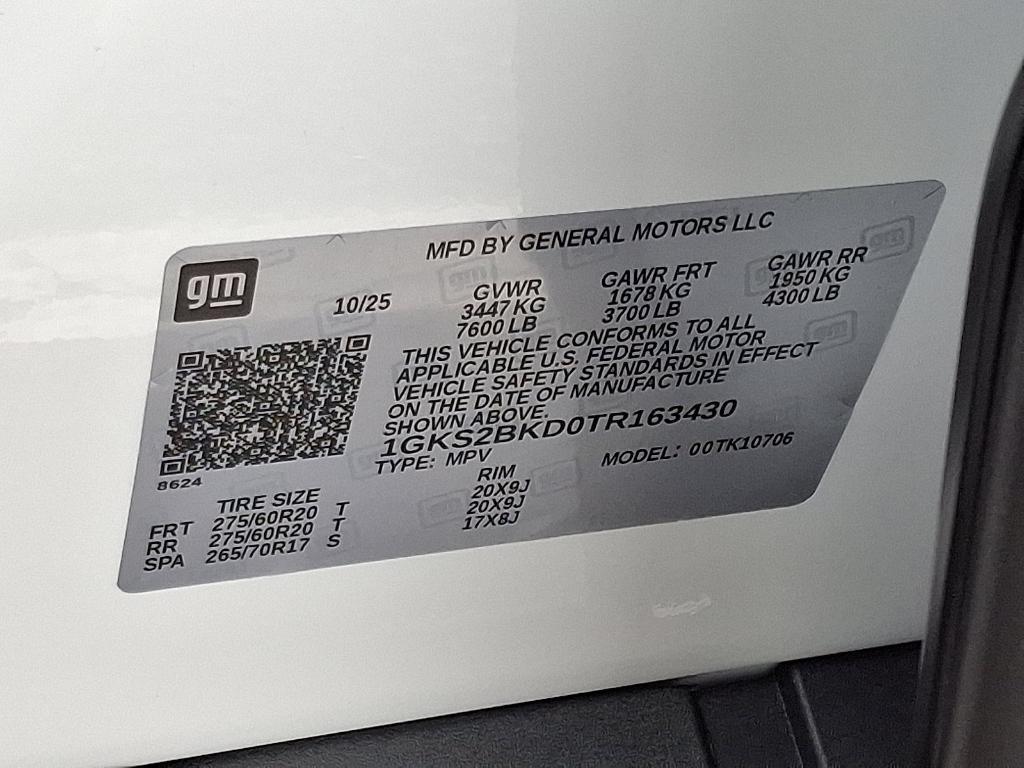 MFD BY GENERAL MOTORS LLC
gm
10/25
GVWR GAWR FRT GAWR RR
3447 KG 1678 KG 1950 KG
7600 LB 3700 LB 4300 LB
THIS VEHICLE CONFORMS TO ALL
APPLICABLE U.S. FEDERAL MOTOR
VEHICLE SAFETY STANDARDS IN EFFECT
ON THE DATE OF MANUFACTURE
SHOWN ABOVE.
1GKS2BKD0TR163430
TYPE: MPV MODEL: 00TK10706
8624
TIRE SIZE RIM
FRT 275/60R20 T 20X9J
RR 275/60R20 T 20X9J
SPA 265/70R17 S 17X8J